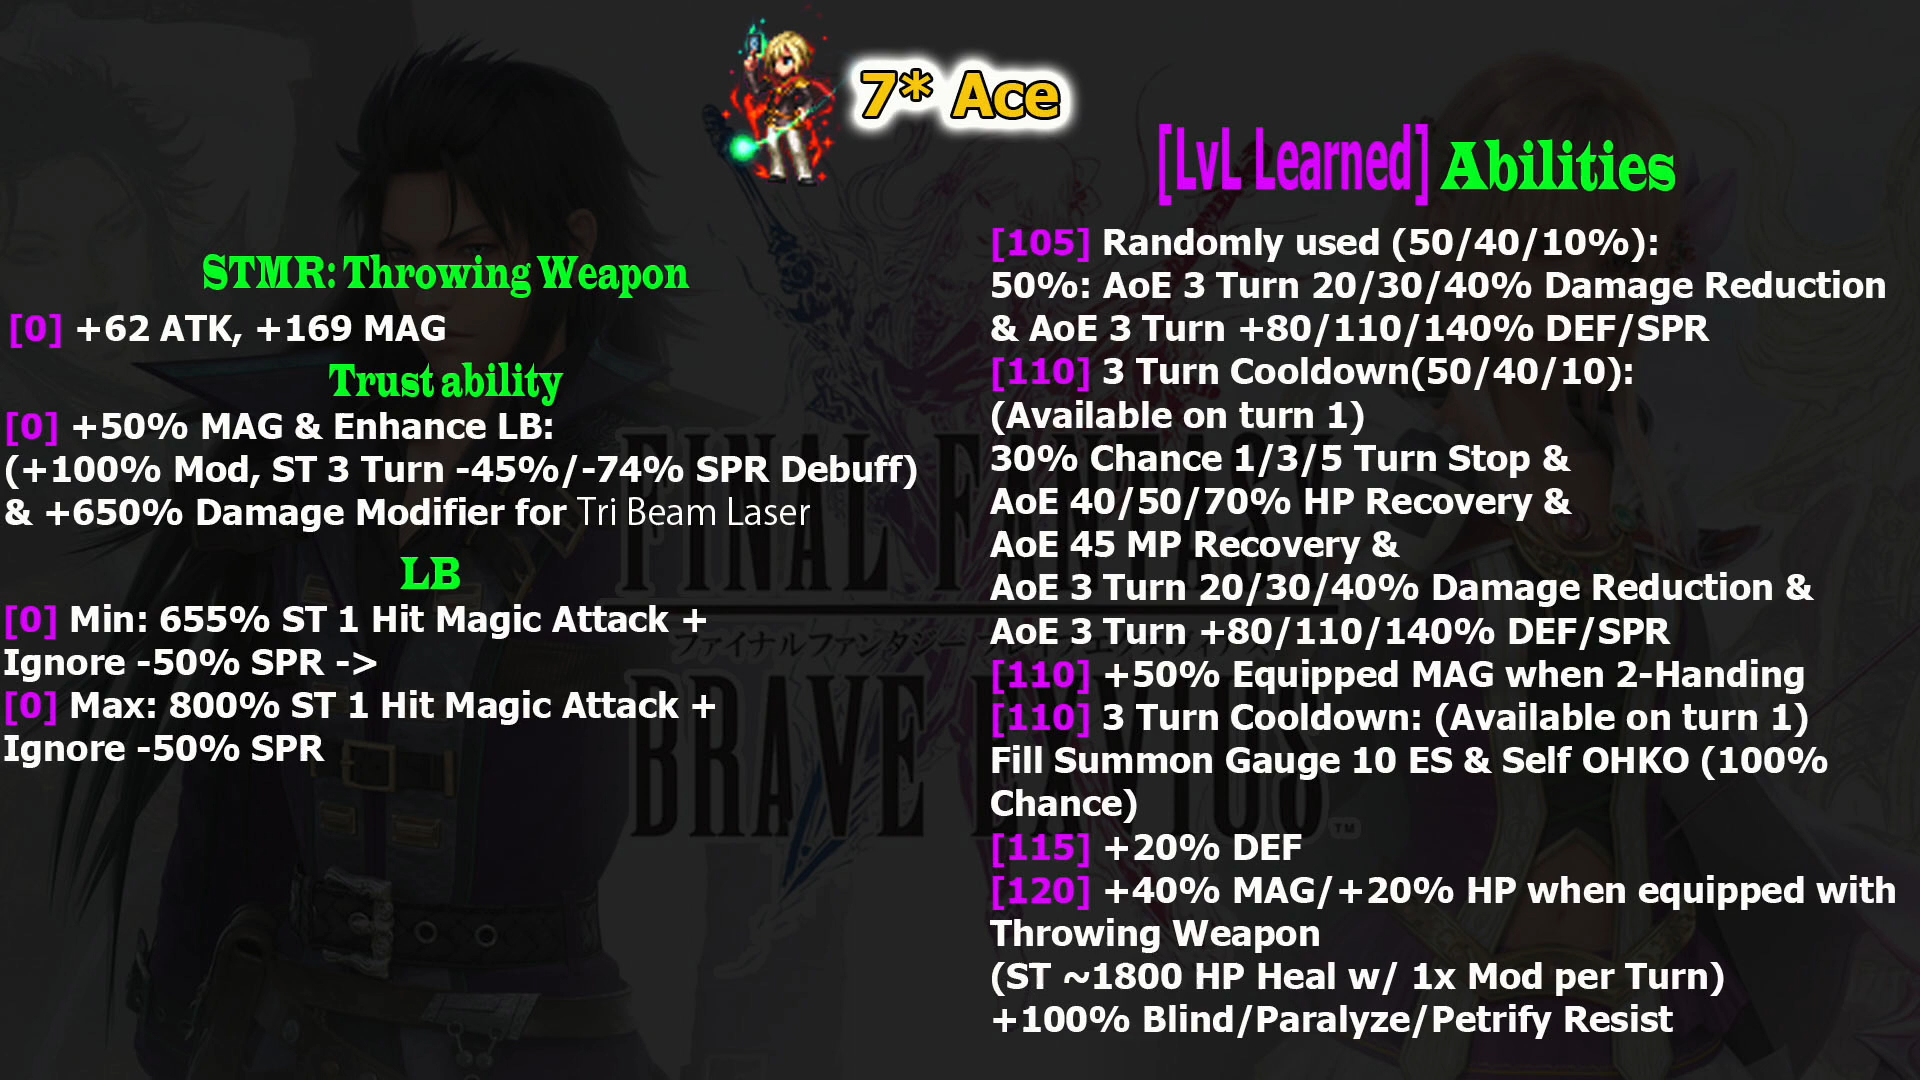 7* Ace
STMR: Throwing Weapon
[0] +62 ATK, +169 MAG
Trust ability
[0] +50% MAG & Enhance LB:
(+100% Mod, ST 3 Turn -45%/-74% SPR Debuff)
& +650% Damage Modifier for Tri Beam Laser
LB
[0] Min: 655% ST 1 Hit Magic Attack +
Ignore -50% SPR ->
[0] Max: 800% ST 1 Hit Magic Attack +
Ignore -50% SPR
[LvL Learned] Abilities
[105] Randomly used (50/40/10%):
50%: AoE 3 Turn 20/30/40% Damage Reduction
& AoE 3 Turn +80/110/140% DEF/SPR
[110] 3 Turn Cooldown(50/40/10):
(Available on turn 1)
30% Chance 1/3/5 Turn Stop &
AoE 40/50/70% HP Recovery &
AoE 45 MP Recovery &
AoE 3 Turn 20/30/40% Damage Reduction &
AoE 3 Turn +80/110/140% DEF/SPR
[110] +50% Equipped MAG when 2-Handing
[110] 3 Turn Cooldown: (Available on turn 1)
Fill Summon Gauge 10 ES & Self OHKO (100%
Chance)
[115] +20% DEF
[120] +40% MAG/+20% HP when equipped with
Throwing Weapon
(ST ~1800 HP Heal w/ 1x Mod per Turn)
+100% Blind/Paralyze/Petrify Resist
FINAL FANTASY
BRAVE EXVIUS
TM